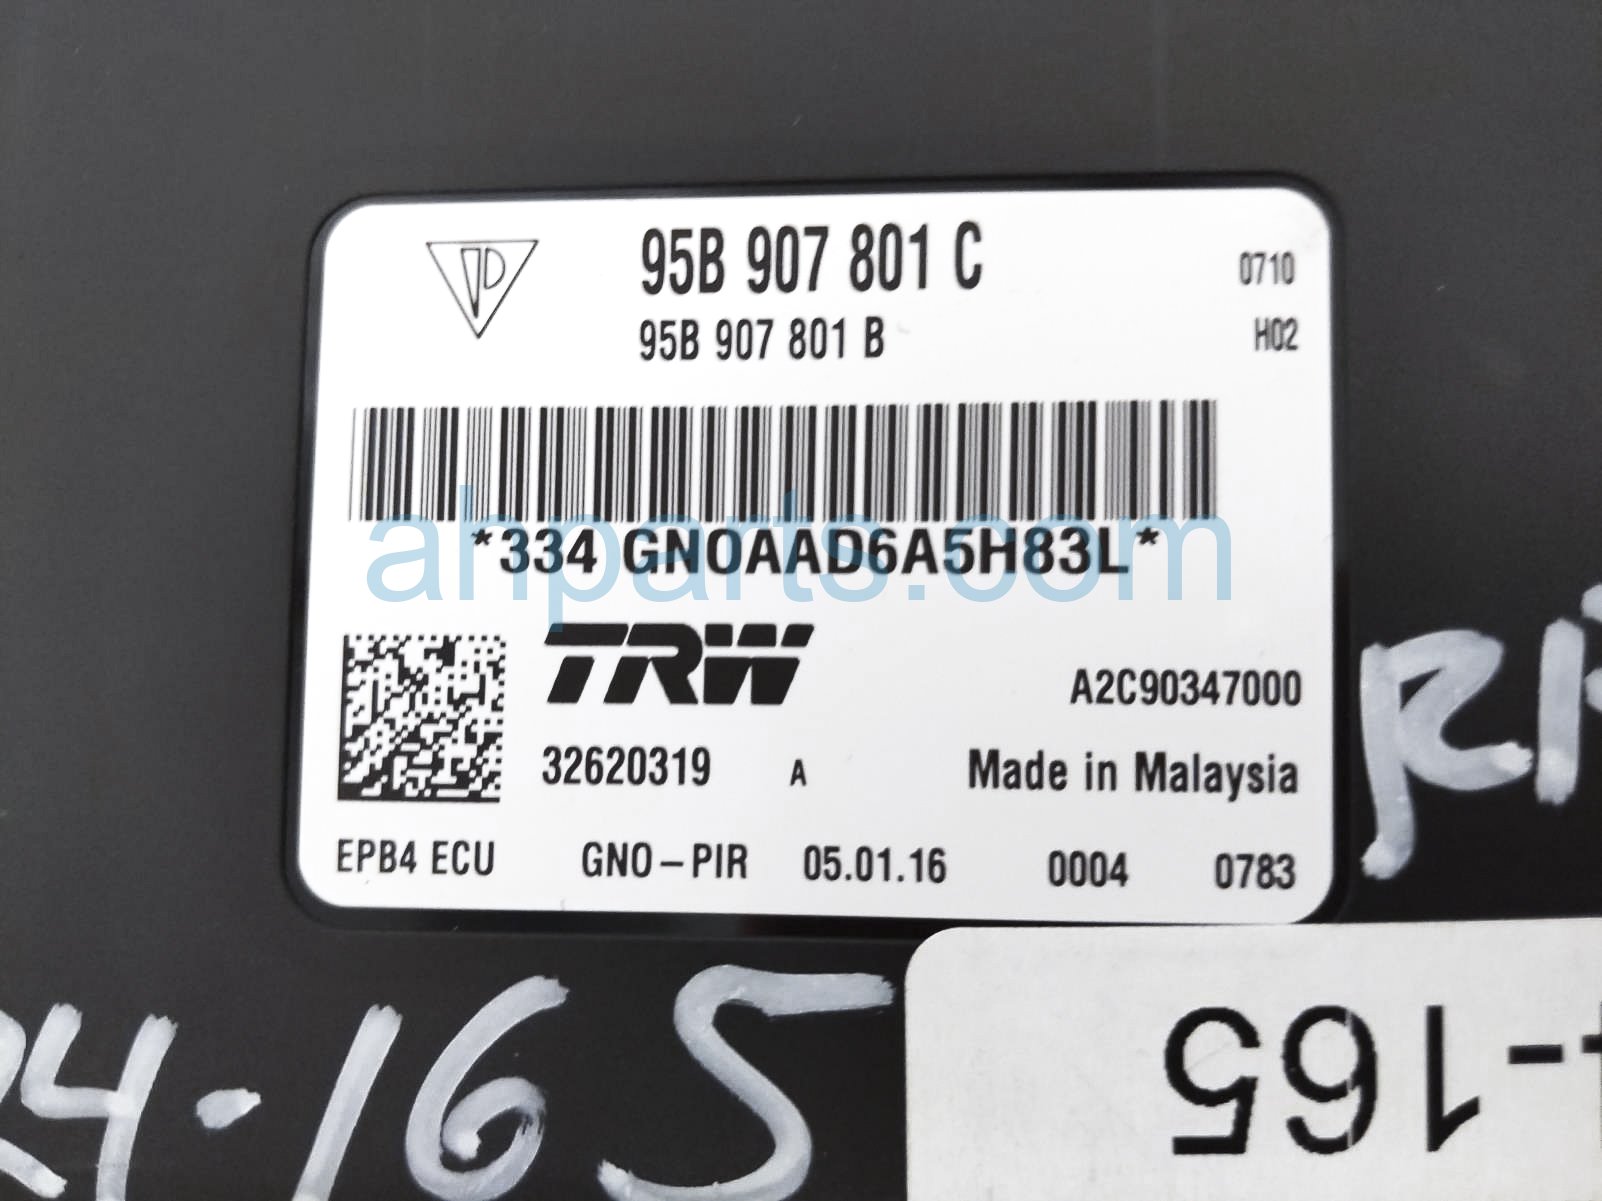 95B 907 801 C
0710
95B 907 801 B
H02
*334 GN0AAD6A5H83L*
ahparts.com
TRW
A2C90347000
32620319 A Made in Malaysia
EPB4 ECU GNO-PIR 05.01.16 0004 0783
24-165
-165